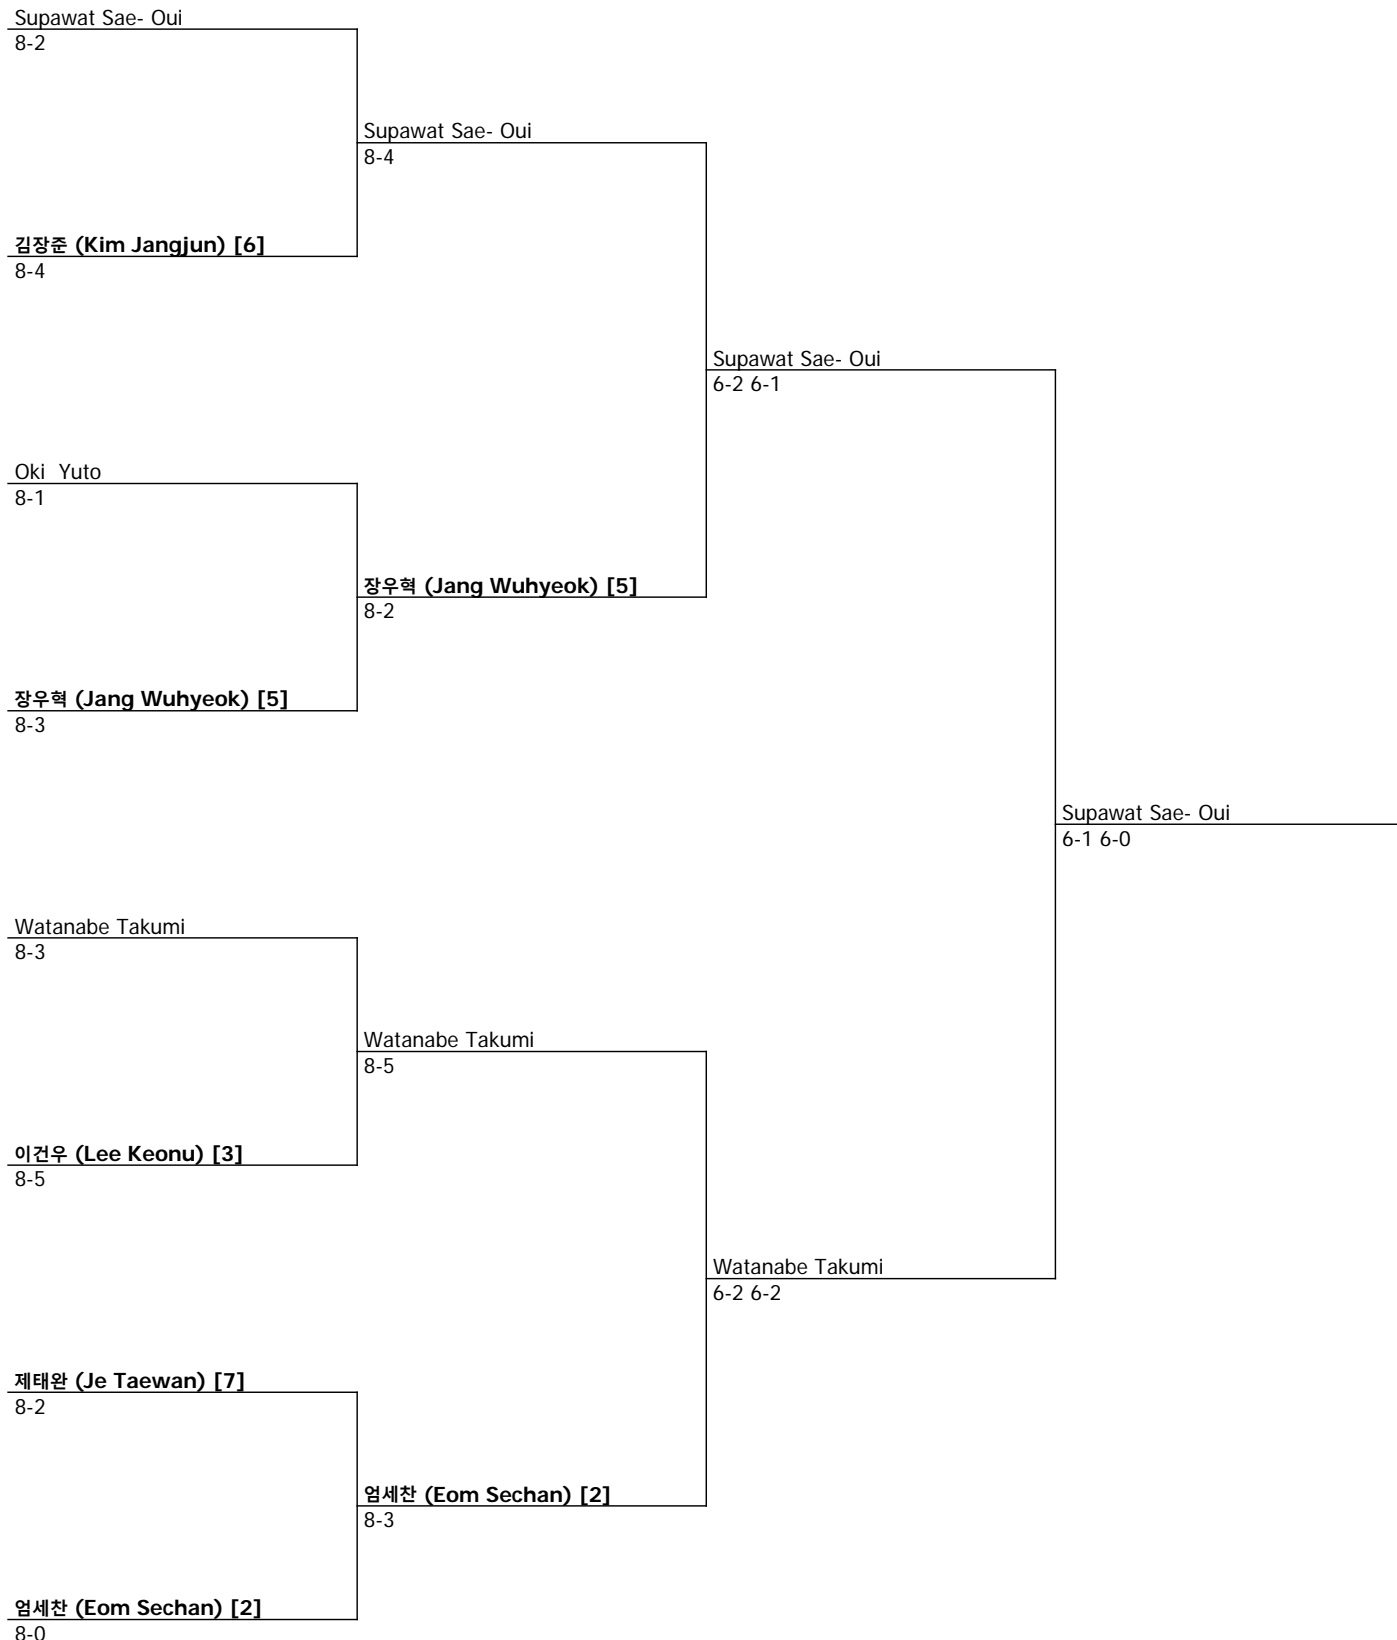 Supawat Sae- Oui
8-2
Supawat Sae- Oui
8-4
김장준 (Kim Jangjun) [6]
8-4
Supawat Sae- Oui
6-2 6-1
Oki  Yuto
8-1
장우혁 (Jang Wuhyeok) [5]
8-2
장우혁 (Jang Wuhyeok) [5]
8-3
Supawat Sae- Oui
6-1 6-0
Watanabe Takumi
8-3
Watanabe Takumi
8-5
이건우 (Lee Keonu) [3]
8-5
Watanabe Takumi
6-2 6-2
제태완 (Je Taewan) [7]
8-2
엄세찬 (Eom Sechan) [2]
8-3
엄세찬 (Eom Sechan) [2]
8-0